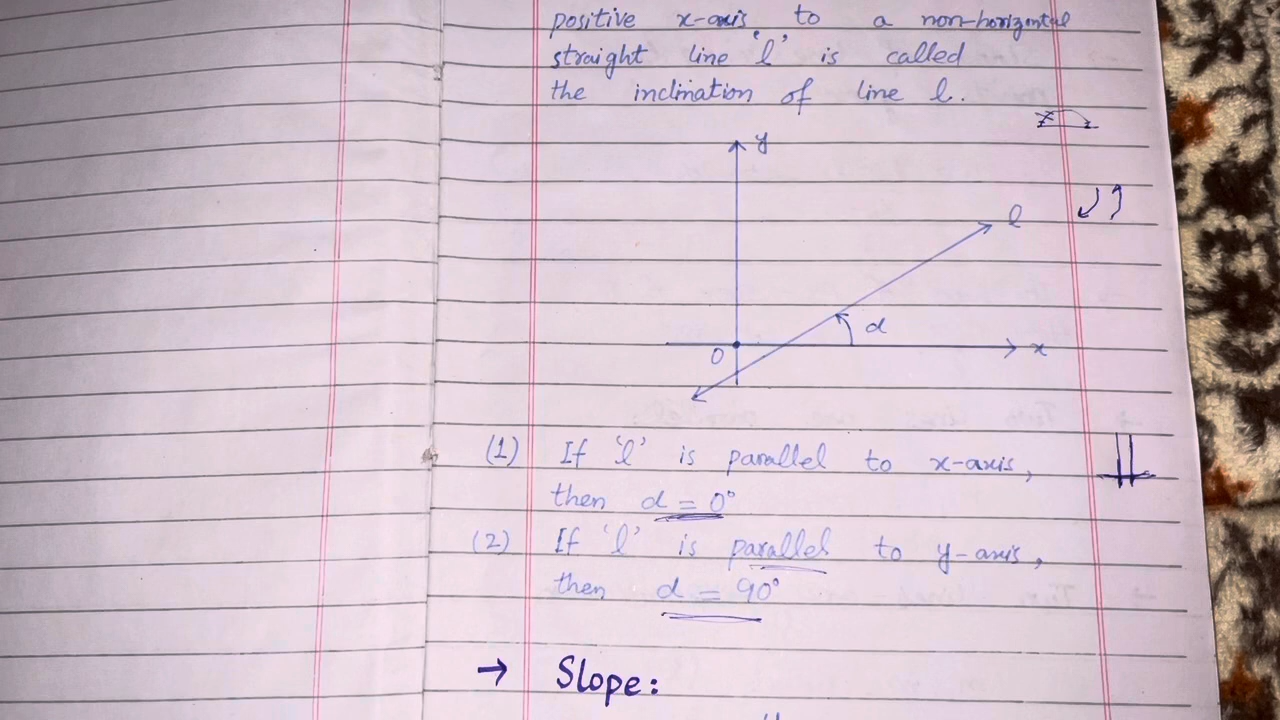 positive x-axis to a non-horizontal
straight line 'l' is called
the inclination of line l.
y
l
α
O
x
(1) If 'l' is parallel to x-axis,
then α = 0°
(2) If 'l' is parallel to y-axis,
then α = 90°
→ Slope: